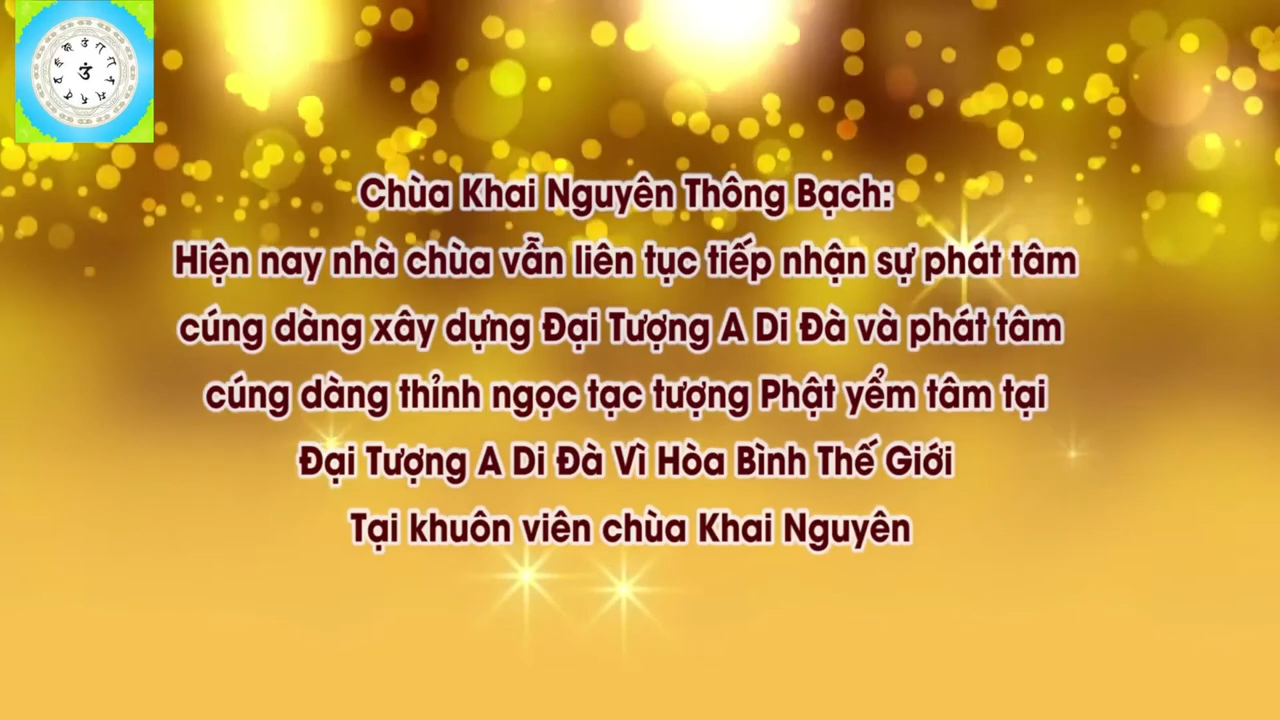 Chùa Khai Nguyên Thông Bạch:
Hiện nay nhà chùa vẫn liên tục tiếp nhận sự phát tâm
cúng dàng xây dựng Đại Tượng A Di Đà và phát tâm
cúng dàng thỉnh ngọc tạc tượng Phật yểm tâm tại
Đại Tượng A Di Đà Vì Hòa Bình Thế Giới
Tại khuôn viên chùa Khai Nguyên